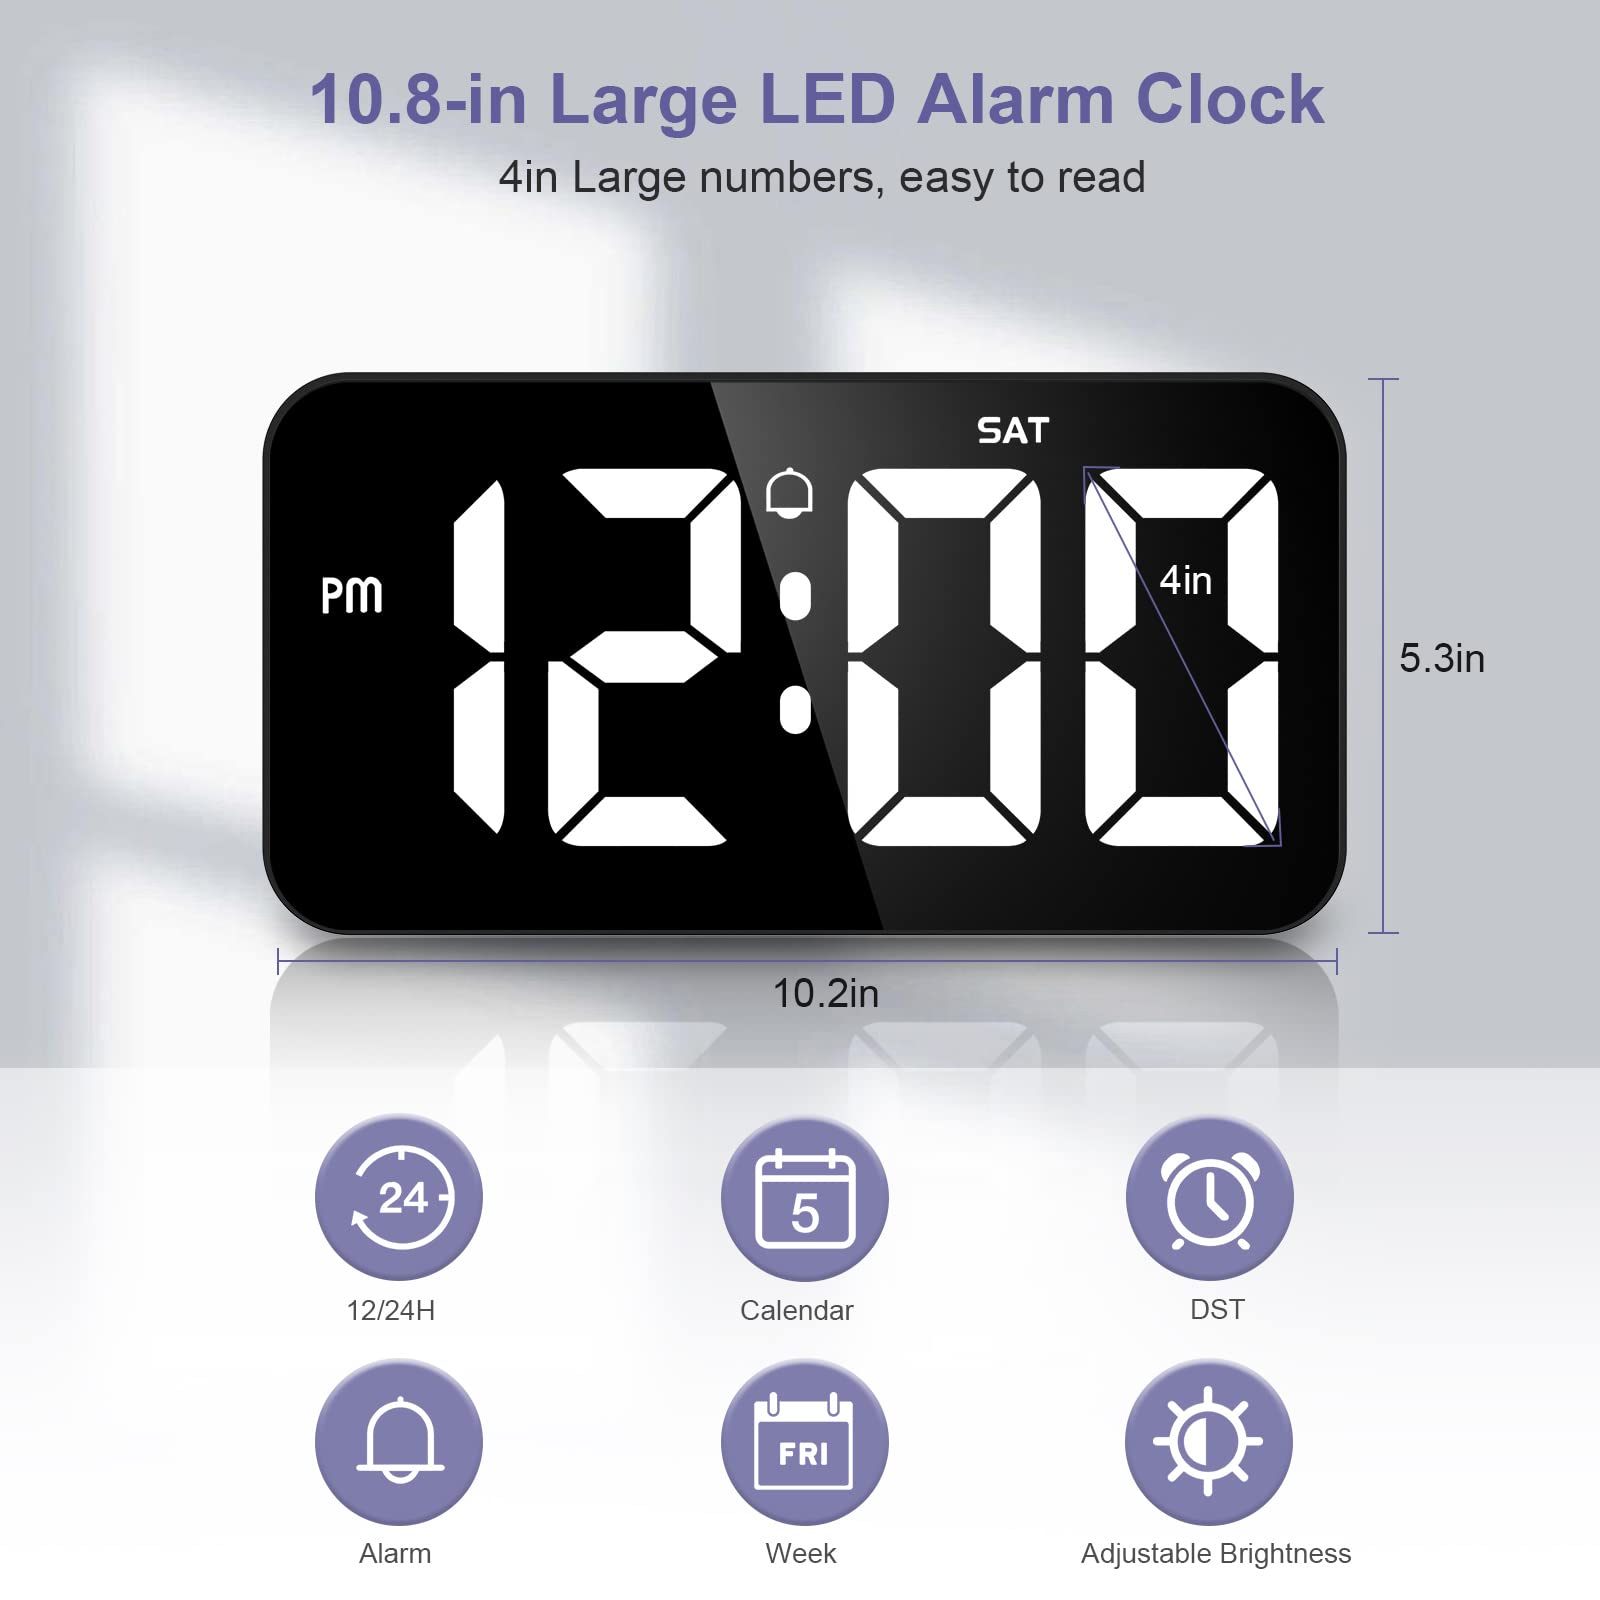 10.8-in Large LED Alarm Clock
4in Large numbers, easy to read
SAT
PM 12:00
4in
5.3in
10.2in
24
5
12/24H
Calendar
DST
FRI
Alarm
Week
Adjustable Brightness